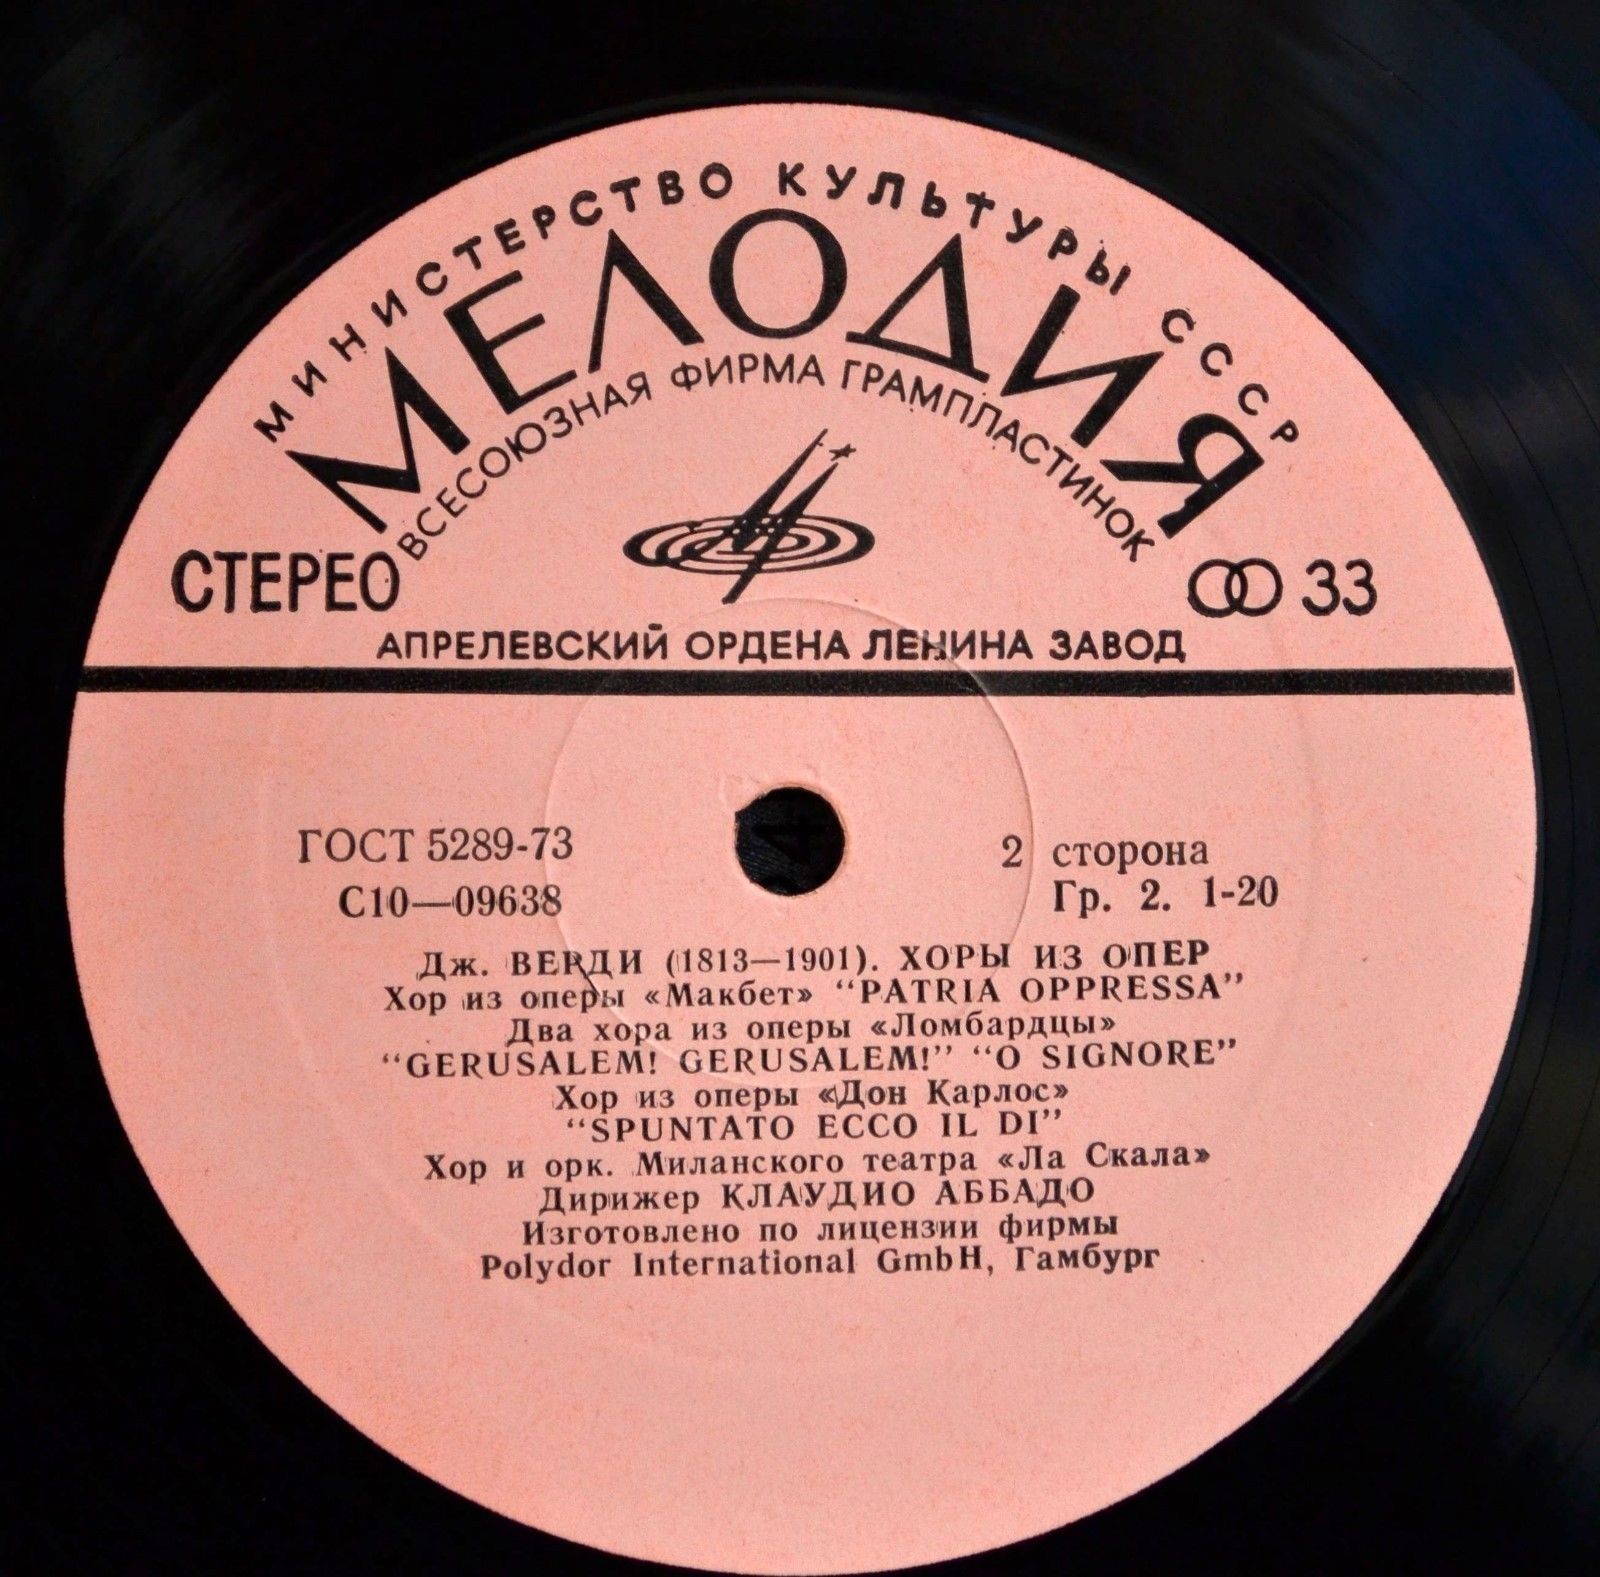 МИНИСТЕРСТВО КУЛЬТУРЫ СССР
МЕЛОДИЯ
ВСЕСОЮЗНАЯ ФИРМА ГРАМПЛАСТИНОК
СТЕРЕО
33
АПРЕЛЕВСКИЙ ОРДЕНА ЛЕНИНА ЗАВОД
ГОСТ 5289-73
2 сторона
С10—09638
Гр. 2. 1-20
Дж. ВЕРДИ (1813—1901). ХОРЫ ИЗ ОПЕР
Хор из оперы «Макбет» “PATRIA OPPRESSA”
Два хора из оперы «Ломбардцы»
“GERUSALEM! GERUSALEM!” “O SIGNORE”
Хор из оперы «Дон Карлос»
“SPUNTATO ECCO IL DI”
Хор и орк. Миланского театра «Ла Скала»
Дирижер КЛАУДИО АББАДО
Изготовлено по лицензии фирмы
Polydor International GmbH, Гамбург